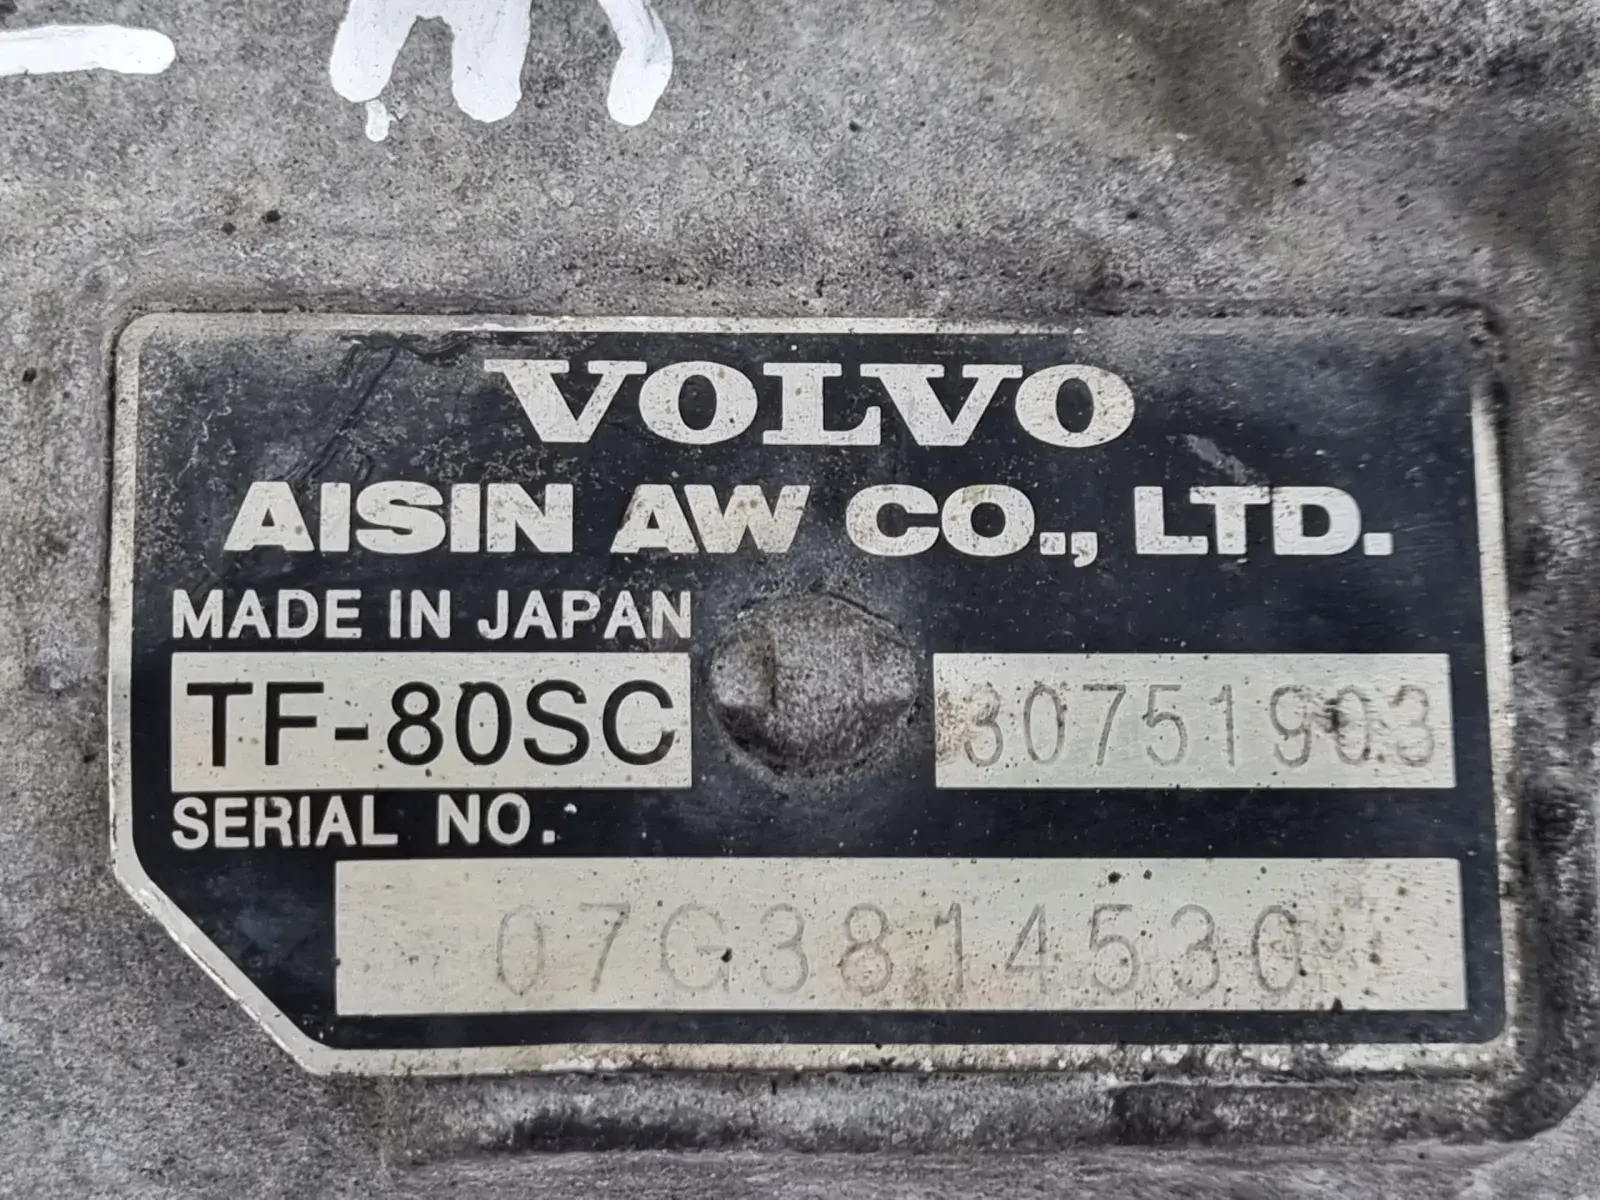 VOLVO
AISIN AW CO., LTD.
MADE IN JAPAN
TF-80SC 30751903
SERIAL NO.
07G3814530